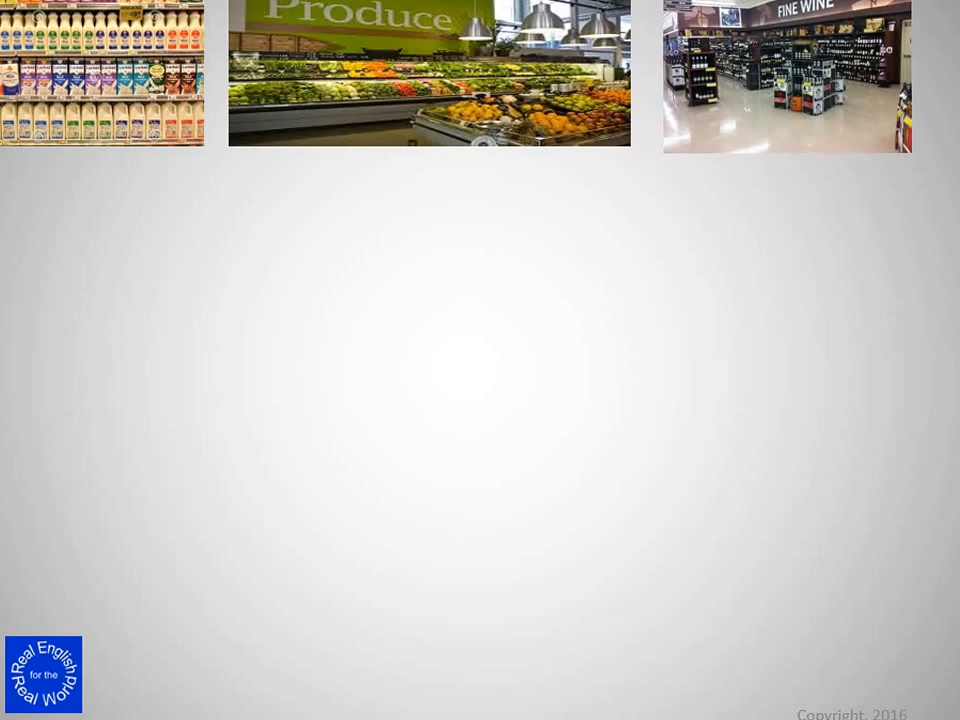 Produce
FINE WINE
Real English
for the
Real World
Copyright, 2016